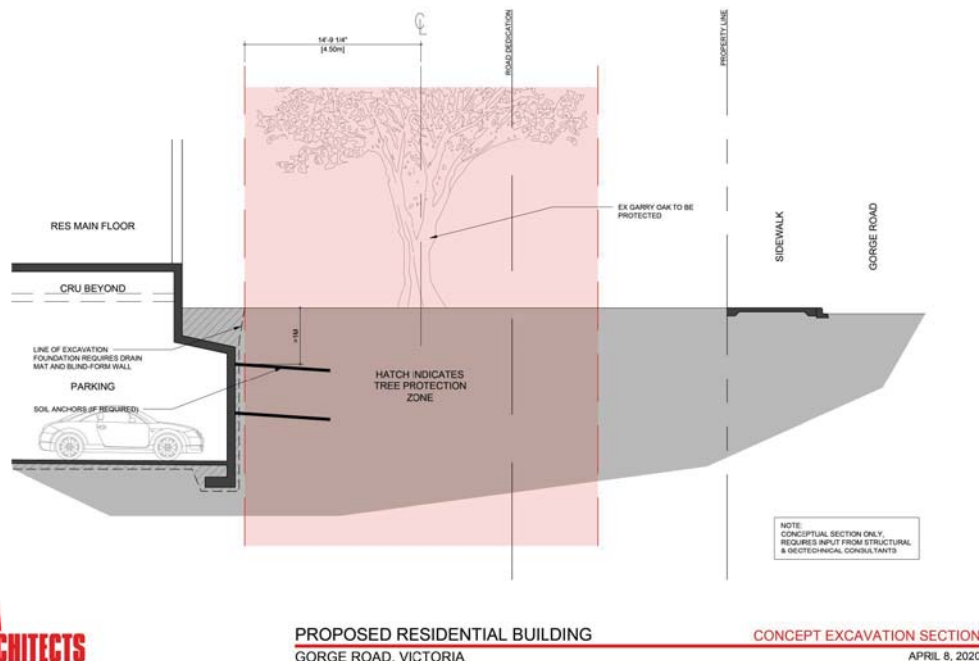 14'-9 1/4"
[4.50m]
ROAD DEDICATION
PROPERTY LINE
EX GARRY OAK TO BE
PROTECTED
SIDEWALK
GORGE ROAD
RES MAIN FLOOR
CRU BEYOND
LINE OF EXCAVATION
FOUNDATION REQUIRES DRAIN
MAT AND BLIND-FORM WALL
PARKING
SOIL ANCHORS (IF REQUIRED)
HATCH INDICATES
TREE PROTECTION
ZONE
NOTE:
CONCEPTUAL SECTION ONLY,
REQUIRES INPUT FROM STRUCTURAL
& GEOTECHNICAL CONSULTANTS
CHITECTS
PROPOSED RESIDENTIAL BUILDING
GORGE ROAD, VICTORIA
CONCEPT EXCAVATION SECTION
APRIL 8, 2020